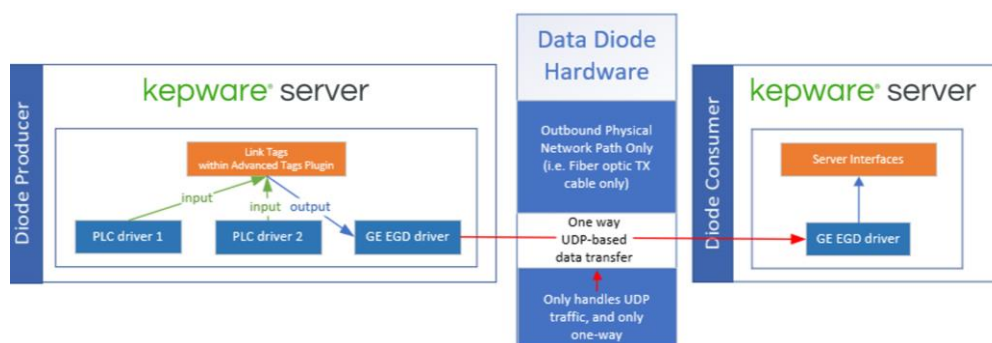 Diode Producer
kepware® server
Link Tags
within Advanced Tags Plugin
input
input
output
PLC driver 1
PLC driver 2
GE EGD driver
Data Diode
Hardware
Outbound Physical
Network Path Only
(i.e. Fiber optic TX
cable only)
One way
UDP-based
data transfer
Only handles UDP
traffic, and only
one-way
Diode Consumer
kepware® server
Server Interfaces
GE EGD driver